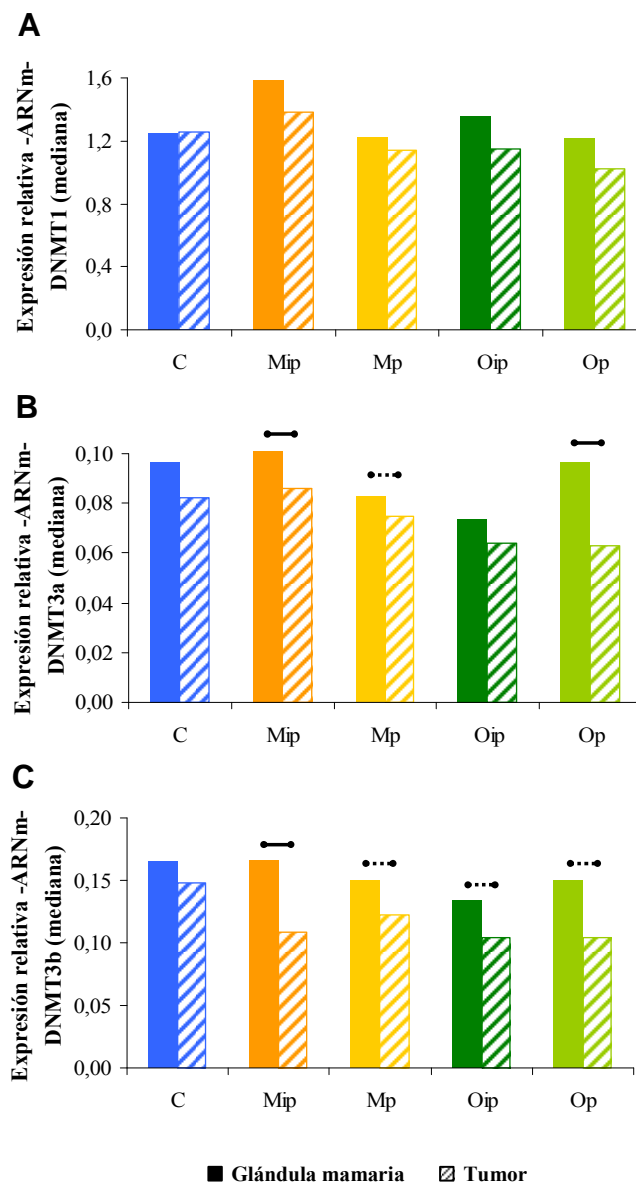 A
Expresión relativa -ARNm-
DNMT1 (mediana)
1,6
1,2
0,8
0,4
0,0
C Mip Mp Oip Op
B
Expresión relativa -ARNm-
DNMT3a (mediana)
0,10
0,08
0,06
0,04
0,02
0,00
C Mip Mp Oip Op
C
Expresión relativa -ARNm-
DNMT3b (mediana)
0,20
0,15
0,10
0,05
0,00
C Mip Mp Oip Op
Glándula mamaria Tumor